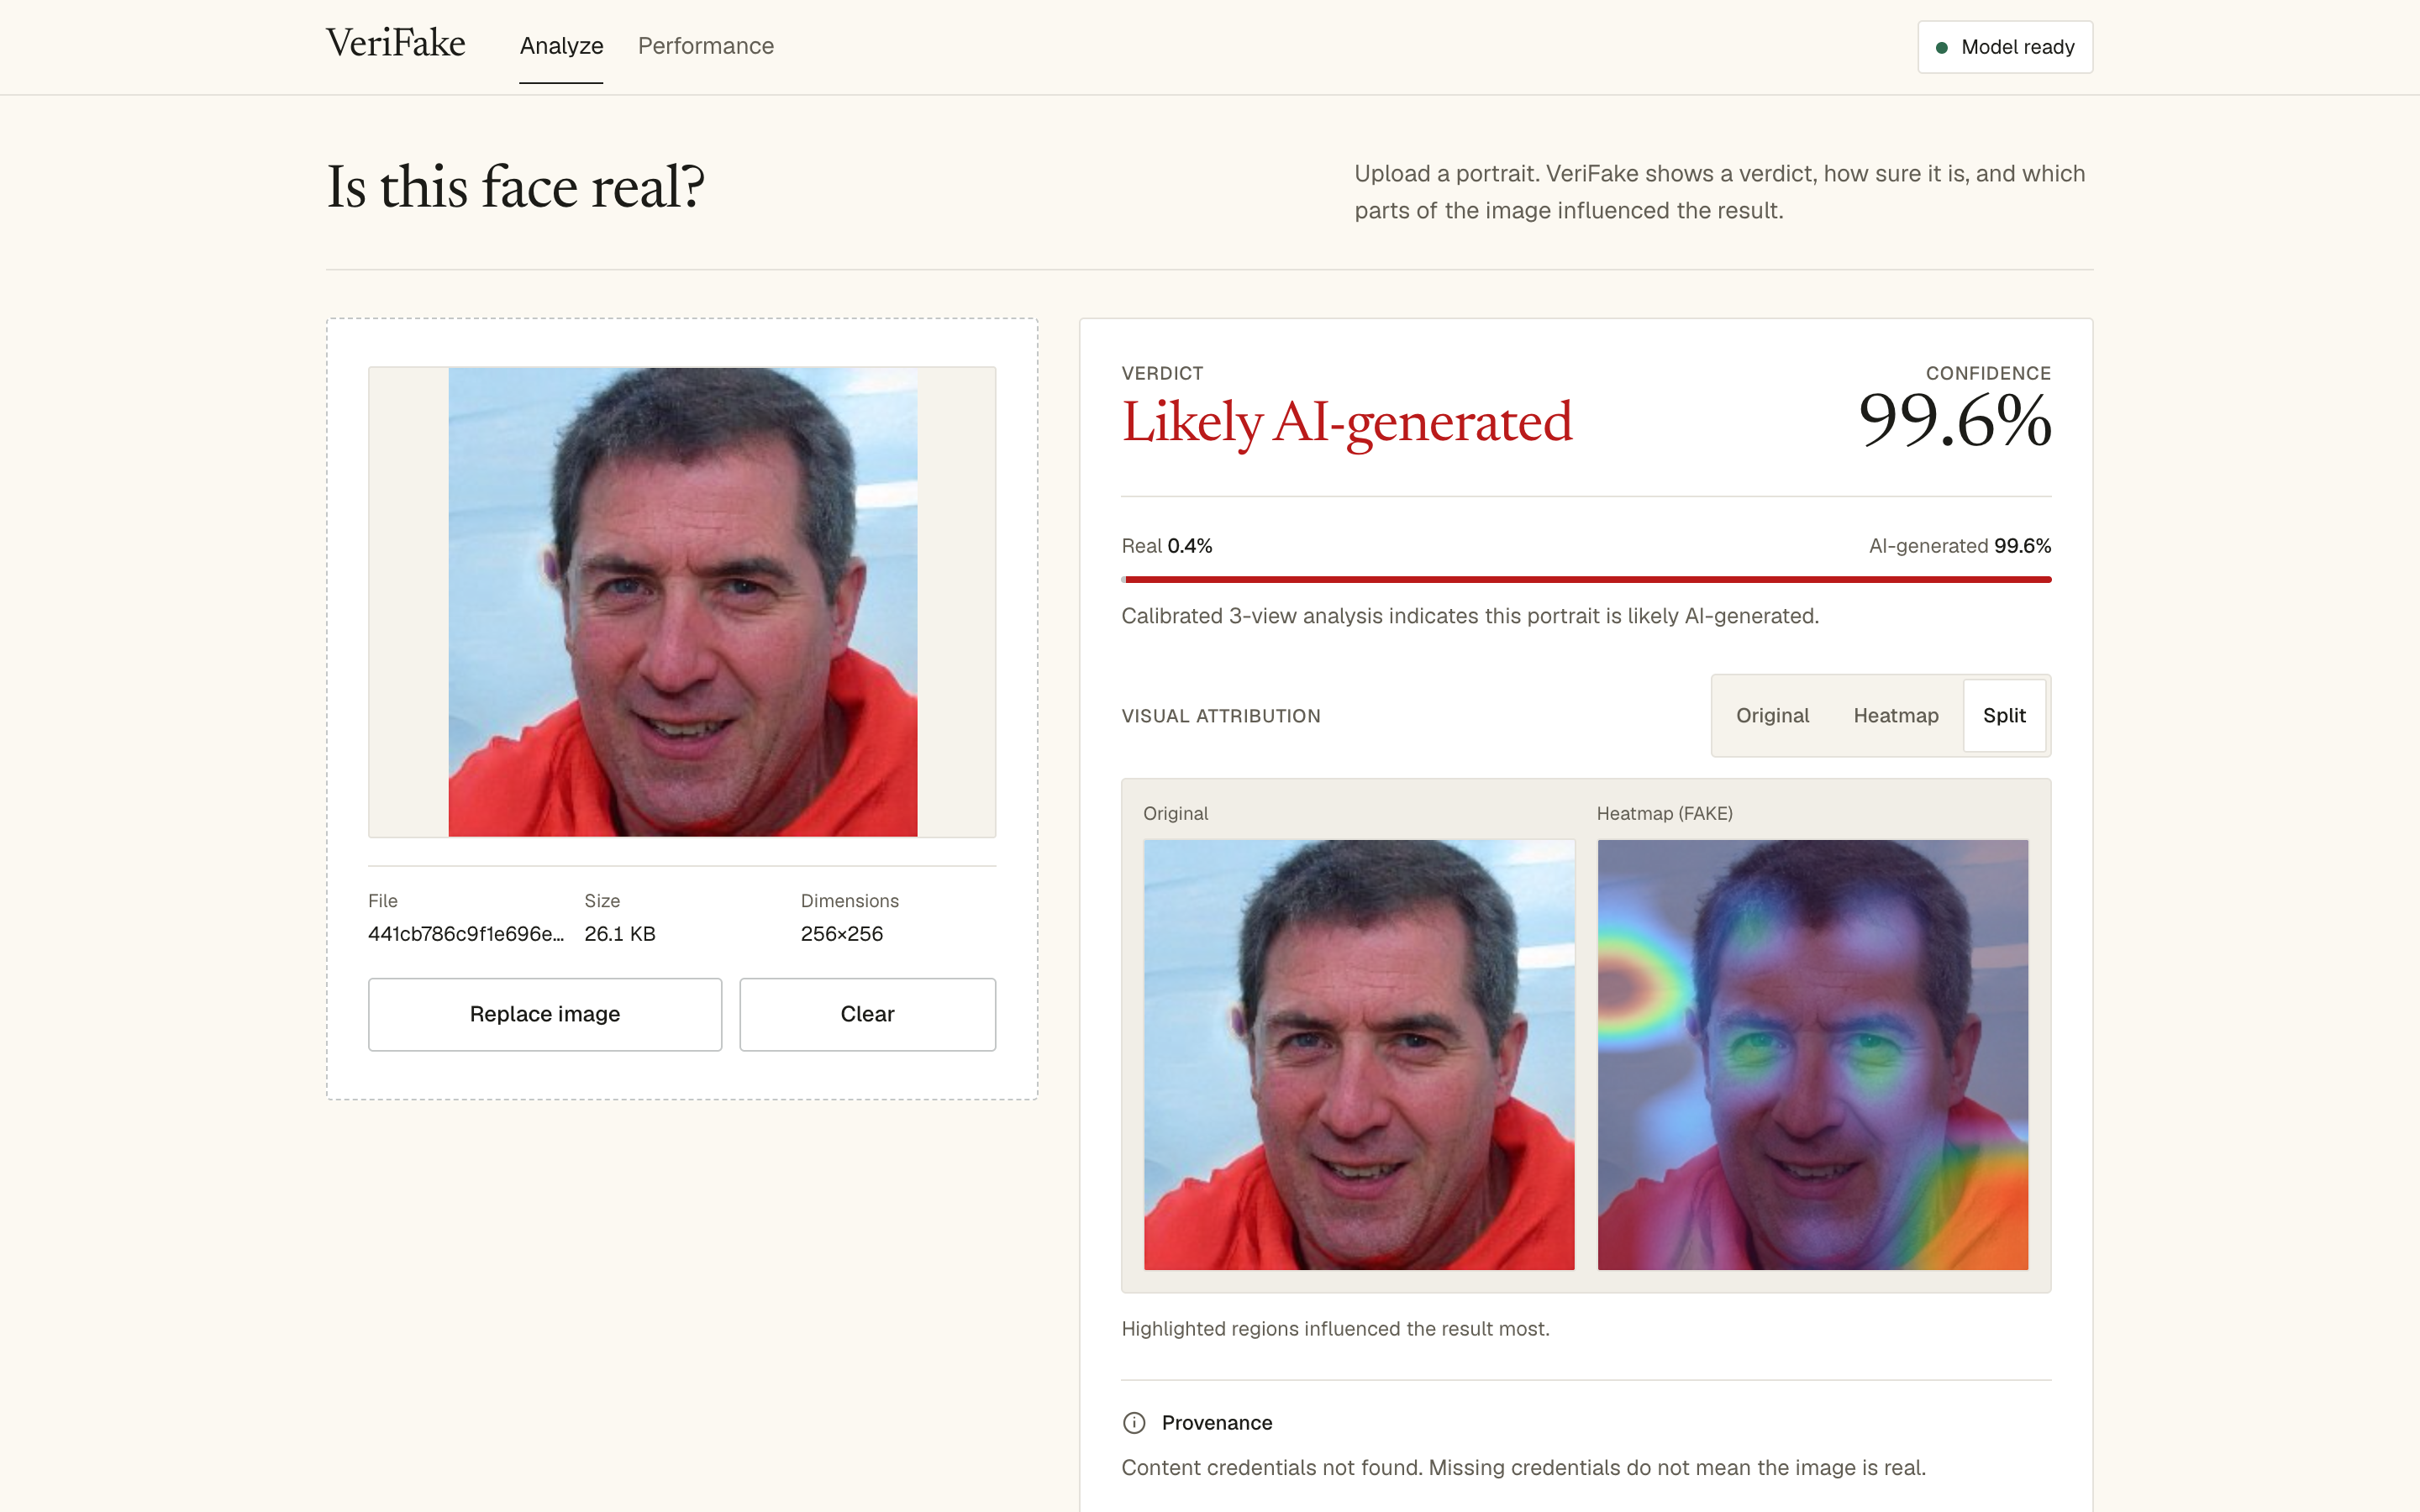 VeriFake
Analyze
Performance
Model ready
Is this face real?
Upload a portrait. VeriFake shows a verdict, how sure it is, and which
parts of the image influenced the result.
File
441cb786c9f1e696e…
Size
26.1 KB
Dimensions
256×256
Replace image
Clear
VERDICT
Likely AI-generated
CONFIDENCE
99.6%
Real 0.4%
AI-generated 99.6%
Calibrated 3-view analysis indicates this portrait is likely AI-generated.
VISUAL ATTRIBUTION
Original
Heatmap
Split
Original
Heatmap (FAKE)
Highlighted regions influenced the result most.
Provenance
Content credentials not found. Missing credentials do not mean the image is real.